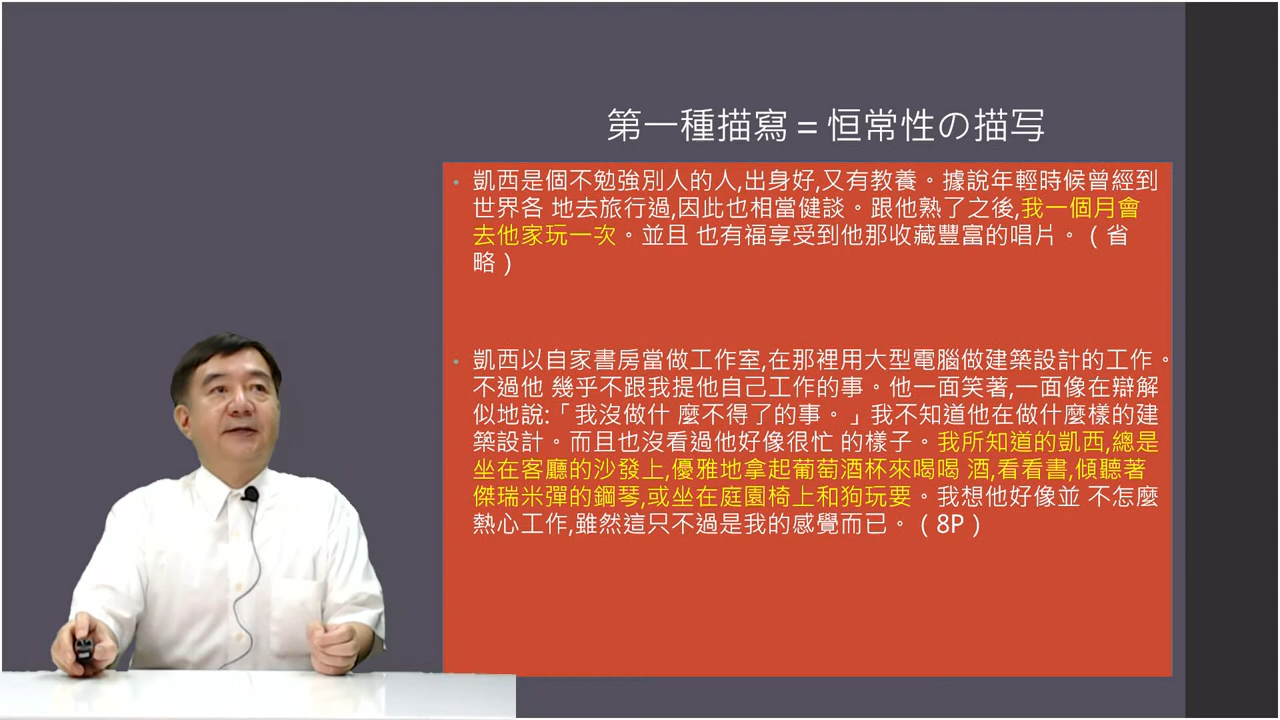 第一種描寫 = 恒常性の描写
• 凱西是個不勉強別人的人,出身好,又有教養。據說年輕時候曾經到
世界各 地去旅行過,因此也相當健談。跟他熟了之後,我一個月會
去他家玩一次。並且 也有福享受到他那收藏豐富的唱片。（省
略）
• 凱西以自家書房當做工作室,在那裡用大型電腦做建築設計的工作。
不過他 幾乎不跟我提他自己工作的事。他一面笑著,一面像在辯解
似地說:「我沒做什 麼不得了的事。」我不知道他在做什麼樣的建
築設計。而且也沒看過他好像很忙 的樣子。我所知道的凱西,總是
坐在客廳的沙發上,優雅地拿起葡萄酒杯來喝喝 酒,看看書,傾聽著
傑瑞米彈的鋼琴,或坐在庭園椅上和狗玩耍。我想他好像並 不怎麼
熱心工作,雖然這只不過是我的感覺而已。（8P）